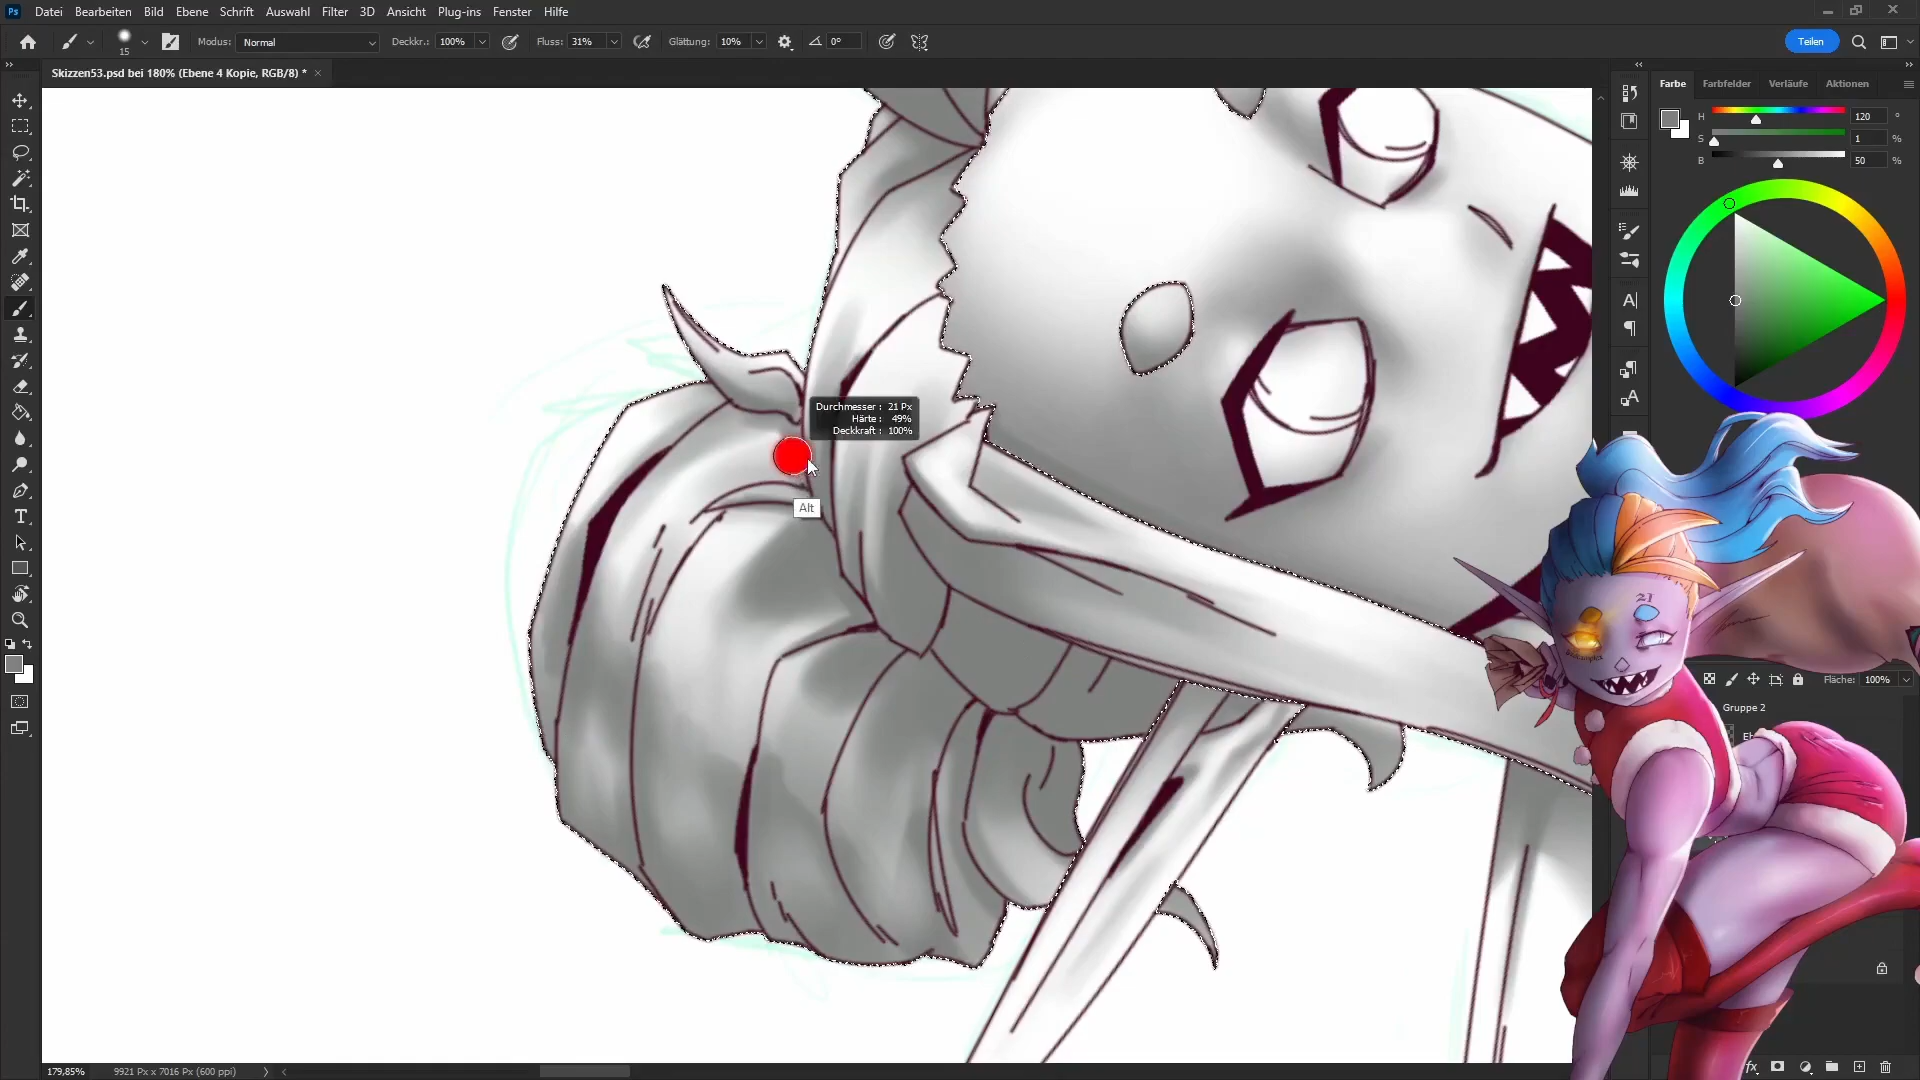 Ps Datei Bearbeiten Bild Ebene Schrift Auswahl Filter 3D Ansicht Plug-ins Fenster Hilfe
15 Modus: Normal Deckkr.: 100% Fluss: 31% Glättung: 10% 0° Teilen
Skizzen53.psd bei 180% (Ebene 4 Kopie, RGB/8) * ×
Farbe Farbfelder Verläufe Aktionen
H 120 °
S 1 %
B 50 %
Durchmesser : 21 Px
Härte : 49%
Deckkraft : 100%
Alt
21
Fläche: 100%
Gruppe 2
179,85% 9921 Px x 7016 Px (600 ppi)
fx